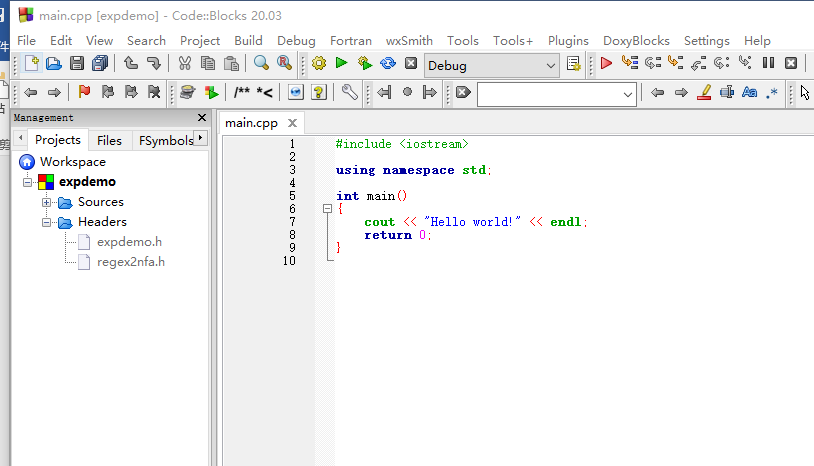 main.cpp [expdemo] - Code::Blocks 20.03
File Edit View Search Project Build Debug Fortran wxSmith Tools Tools+ Plugins DoxyBlocks Settings Help
Debug
/** *<
Aa .*
Management
Projects Files FSymbols
main.cpp
Workspace
expdemo
Sources
Headers
expdemo.h
regex2nfa.h
1 #include <iostream>
2
3 using namespace std;
4
5 int main()
6 {
7 cout << "Hello world!" << endl;
8 return 0;
9 }
10